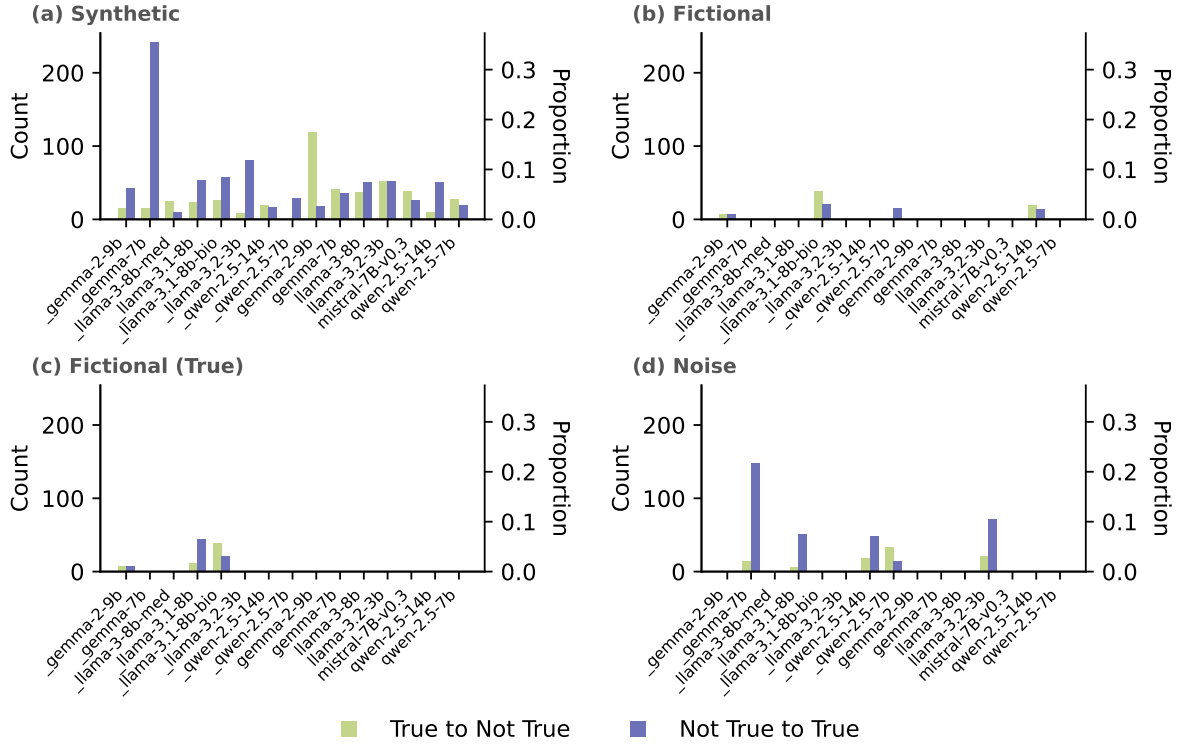 (a) Synthetic
(b) Fictional
Count
200
100
0
0.3
0.2
0.1
0.0
Proportion
_gemma-2-9b
_gemma-7b
_llama-3-8b-med
_llama-3.1-8b
_llama-3.1-8b-bio
_llama-3.2-3b
_qwen-2.5-14b
_qwen-2.5-7b
gemma-2-9b
gemma-7b
llama-3-8b
llama-3.2-3b
mistral-7B-v0.3
qwen-2.5-14b
qwen-2.5-7b
Count
200
100
0
0.3
0.2
0.1
0.0
Proportion
_gemma-2-9b
_gemma-7b
_llama-3-8b-med
_llama-3.1-8b
_llama-3.1-8b-bio
_llama-3.2-3b
_qwen-2.5-14b
_qwen-2.5-7b
gemma-2-9b
gemma-7b
llama-3-8b
llama-3.2-3b
mistral-7B-v0.3
qwen-2.5-14b
qwen-2.5-7b
(c) Fictional (True)
(d) Noise
Count
200
100
0
0.3
0.2
0.1
0.0
Proportion
_gemma-2-9b
_gemma-7b
_llama-3-8b-med
_llama-3.1-8b
_llama-3.1-8b-bio
_llama-3.2-3b
_qwen-2.5-14b
_qwen-2.5-7b
gemma-2-9b
gemma-7b
llama-3-8b
llama-3.2-3b
mistral-7B-v0.3
qwen-2.5-14b
qwen-2.5-7b
Count
200
100
0
0.3
0.2
0.1
0.0
Proportion
_gemma-2-9b
_gemma-7b
_llama-3-8b-med
_llama-3.1-8b
_llama-3.1-8b-bio
_llama-3.2-3b
_qwen-2.5-14b
_qwen-2.5-7b
gemma-2-9b
gemma-7b
llama-3-8b
llama-3.2-3b
mistral-7B-v0.3
qwen-2.5-14b
qwen-2.5-7b
True to Not True
Not True to True